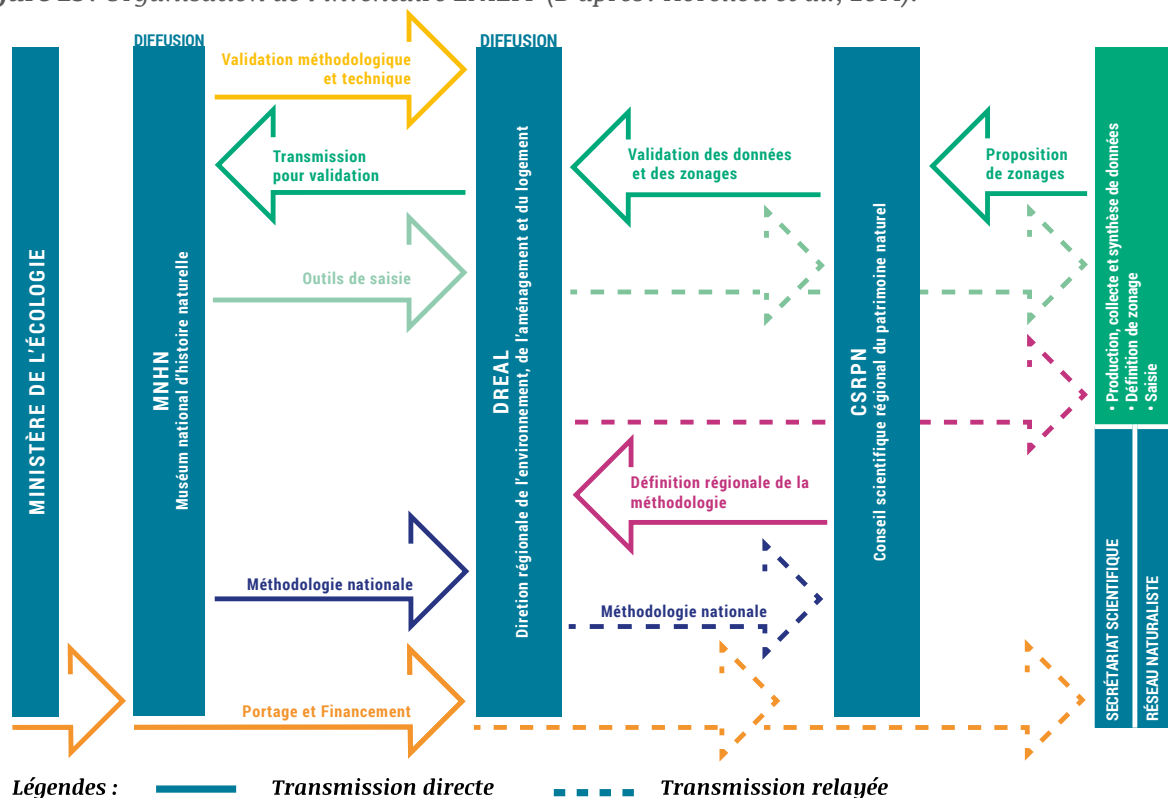 Organisation de l'inventaire
DIFFUSION
DIFFUSION
Validation méthodologique
et technique
Transmission
pour validation
Validation des données
et des zonages
Proposition
de zonages
Outils de saisie
MINISTÈRE DE L'ÉCOLOGIE
MNHN
Muséum national d'histoire naturelle
DREAL
Diretion régionale de l'environnement, de l'aménagement et du logement
CSRPN
Conseil scientifique régional du patrimoine naturel
• Production, collecte et synthèse de données
• Définition de zonage
• Saisie
Définition régionale de la
méthodologie
Méthodologie nationale
Méthodologie nationale
SECRÉTARIAT SCIENTIFIQUE
RÉSEAU NATURALISTE
Portage et Financement
Légendes :
Transmission directe
Transmission relayée